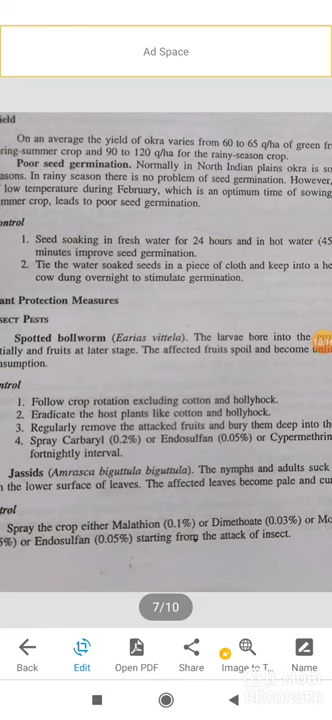 Ad Space
ield
On an average the yield of okra varies from 60 to 65 q/ha of green fr
ring-summer crop and 90 to 120 q/ha for the rainy-season crop.
Poor seed germination. Normally in North Indian plains okra is so
asons. In rainy season there is no problem of seed germination. However,
low temperature during February, which is an optimum time of sowing
mmer crop, leads to poor seed germination.
ontrol
1. Seed soaking in fresh water for 24 hours and in hot water (45
minutes improve seed germination.
2. Tie the water soaked seeds in a piece of cloth and keep into a he
cow dung overnight to stimulate germination.
ant Protection Measures
SECT PESTS
Spotted bollworm (Earias vittela). The larvae bore into the
tially and fruits at later stage. The affected fruits spoil and become
nsumption.
ntrol
1. Follow crop rotation excluding cotton and hollyhock.
2. Eradicate the host plants like cotton and hollyhock.
3. Regularly remove the attacked fruits and bury them deep into th
4. Spray Carbaryl (0.2%) or Endosulfan (0.05%) or Cypermethrin
fortnightly interval.
Jassids (Amrasca biguttula biguttula). The nymphs and adults suck
the lower surface of leaves. The affected leaves become pale and cu
trol
Spray the crop either Malathion (0.1%) or Dimethoate (0.03%) or Mo
5%) or Endosulfan (0.05%) starting from the attack of insect.
7/10
Back Edit Open PDF Share Image to T... Name